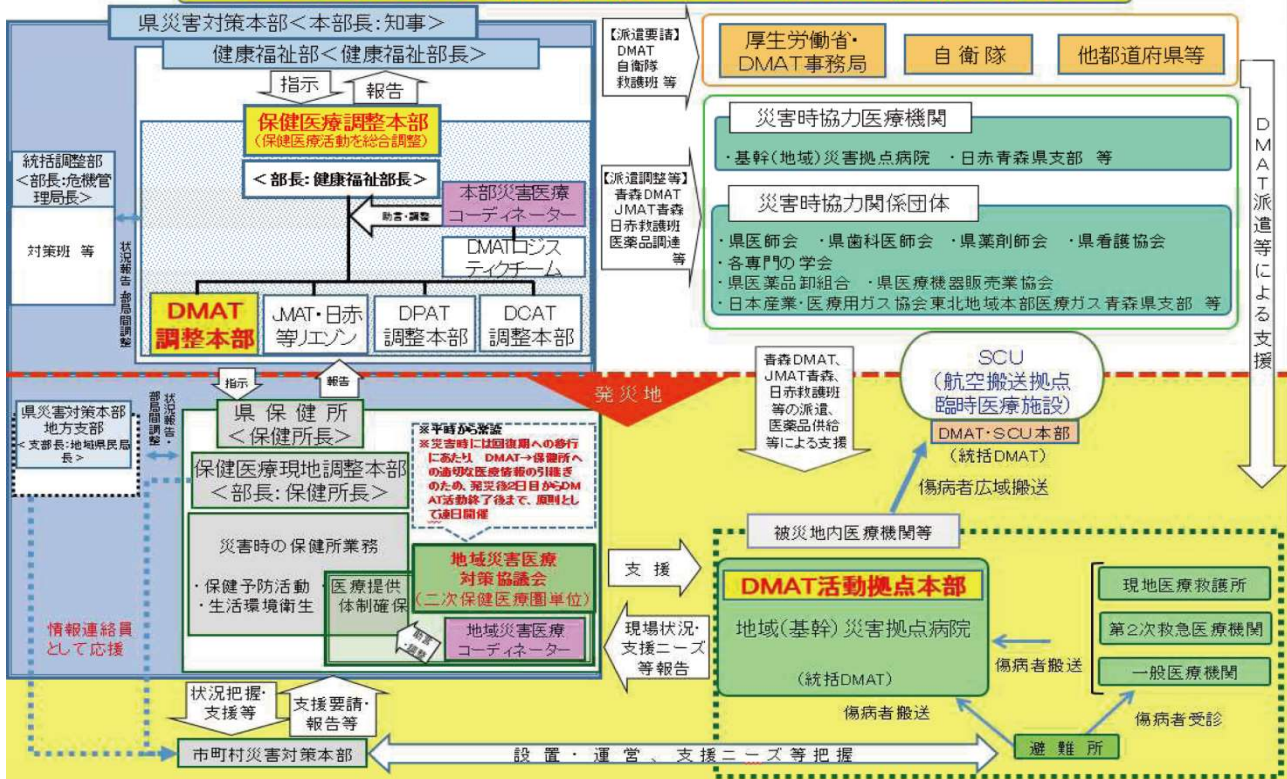 県災害対策本部<本部長:知事>
健康福祉部<健康福祉部長>
指示
報告
保健医療調整本部
(保健医療活動を総合調整)
<部長:健康福祉部長>
統括調整部
<部長:危機管
理局長>
対策班 等
状況報告・部局間調整
本部災害医療
コーディネーター
助言・調整
DMATロジス
ティクチーム
DMAT
調整本部
JMAT・日赤
等リエゾン
DPAT
調整本部
DCAT
調整本部
【派遣要請】
DMAT
自衛隊
救護班 等
厚生労働省・
DMAT事務局
自衛隊
他都道府県等
【派遣調整等】
青森DMAT
JMAT青森
日赤救護班
医薬品調達
等
災害時協力医療機関
・基幹(地域)災害拠点病院 ・日赤青森県支部 等
災害時協力関係団体
・県医師会 ・県歯科医師会 ・県薬剤師会 ・県看護協会
・各専門の学会
・県医薬品卸組合 ・県医療機器販売業協会
・日本産業・医療用ガス協会東北地域本部医療ガス青森県支部 等
DMAT派遣等による支援
指示
報告
発災地
青森DMAT、
JMAT青森、
日赤救護班
等の派遣、
医薬品供給
等による支援
SCU
(航空搬送拠点
臨時医療施設)
DMAT・SCU本部
(統括DMAT)
傷病者広域搬送
県災害対策本部
地方支部
<支部長:地域県民局
長>
状況報告・
部局間調整
県保健所
<保健所長>
保健医療現地調整本部
<部長:保健所長>
※平時から常設
※災害時には回復期への移行
にあたり、DMAT→保健所へ
の適切な医療情報の引継ぎ
のため、発災後2日目からDM
AT活動終了後まで、原則とし
て連日開催
災害時の保健所業務
・保健予防活動
・生活環境衛生
・医療提供
体制確保
地域災害医療
対策協議会
(二次保健医療圏単位)
助言・調整
地域災害医療
コーディネーター
情報連絡員
として応援
支援
現場状況・
支援ニーズ
等報告
被災地内医療機関等
DMAT活動拠点本部
地域(基幹)災害拠点病院
(統括DMAT)
現地医療救護所
第2次救急医療機関
一般医療機関
傷病者搬送
傷病者搬送
傷病者受診
避難所
状況把握・
支援等
支援要請・
報告等
市町村災害対策本部
設置・運営、支援ニーズ等把握